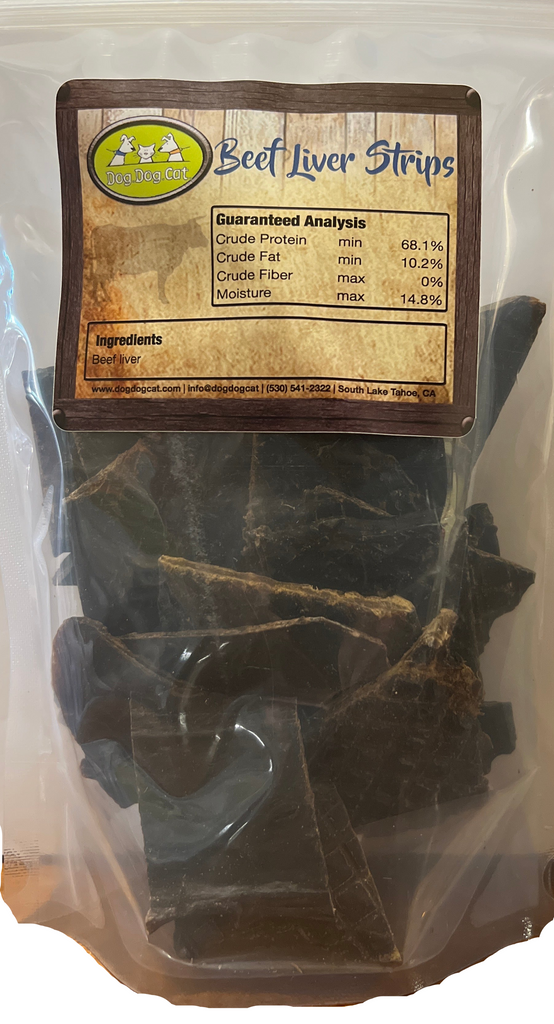 Dog Dog Cat
Beef Liver Strips
Guaranteed Analysis
Crude Protein min 68.1%
Crude Fat min 10.2%
Crude Fiber max 0%
Moisture max 14.8%
Ingredients
Beef liver
www.dogdogcat.com | info@dogdogcat | (530) 541-2322 | South Lake Tahoe, CA